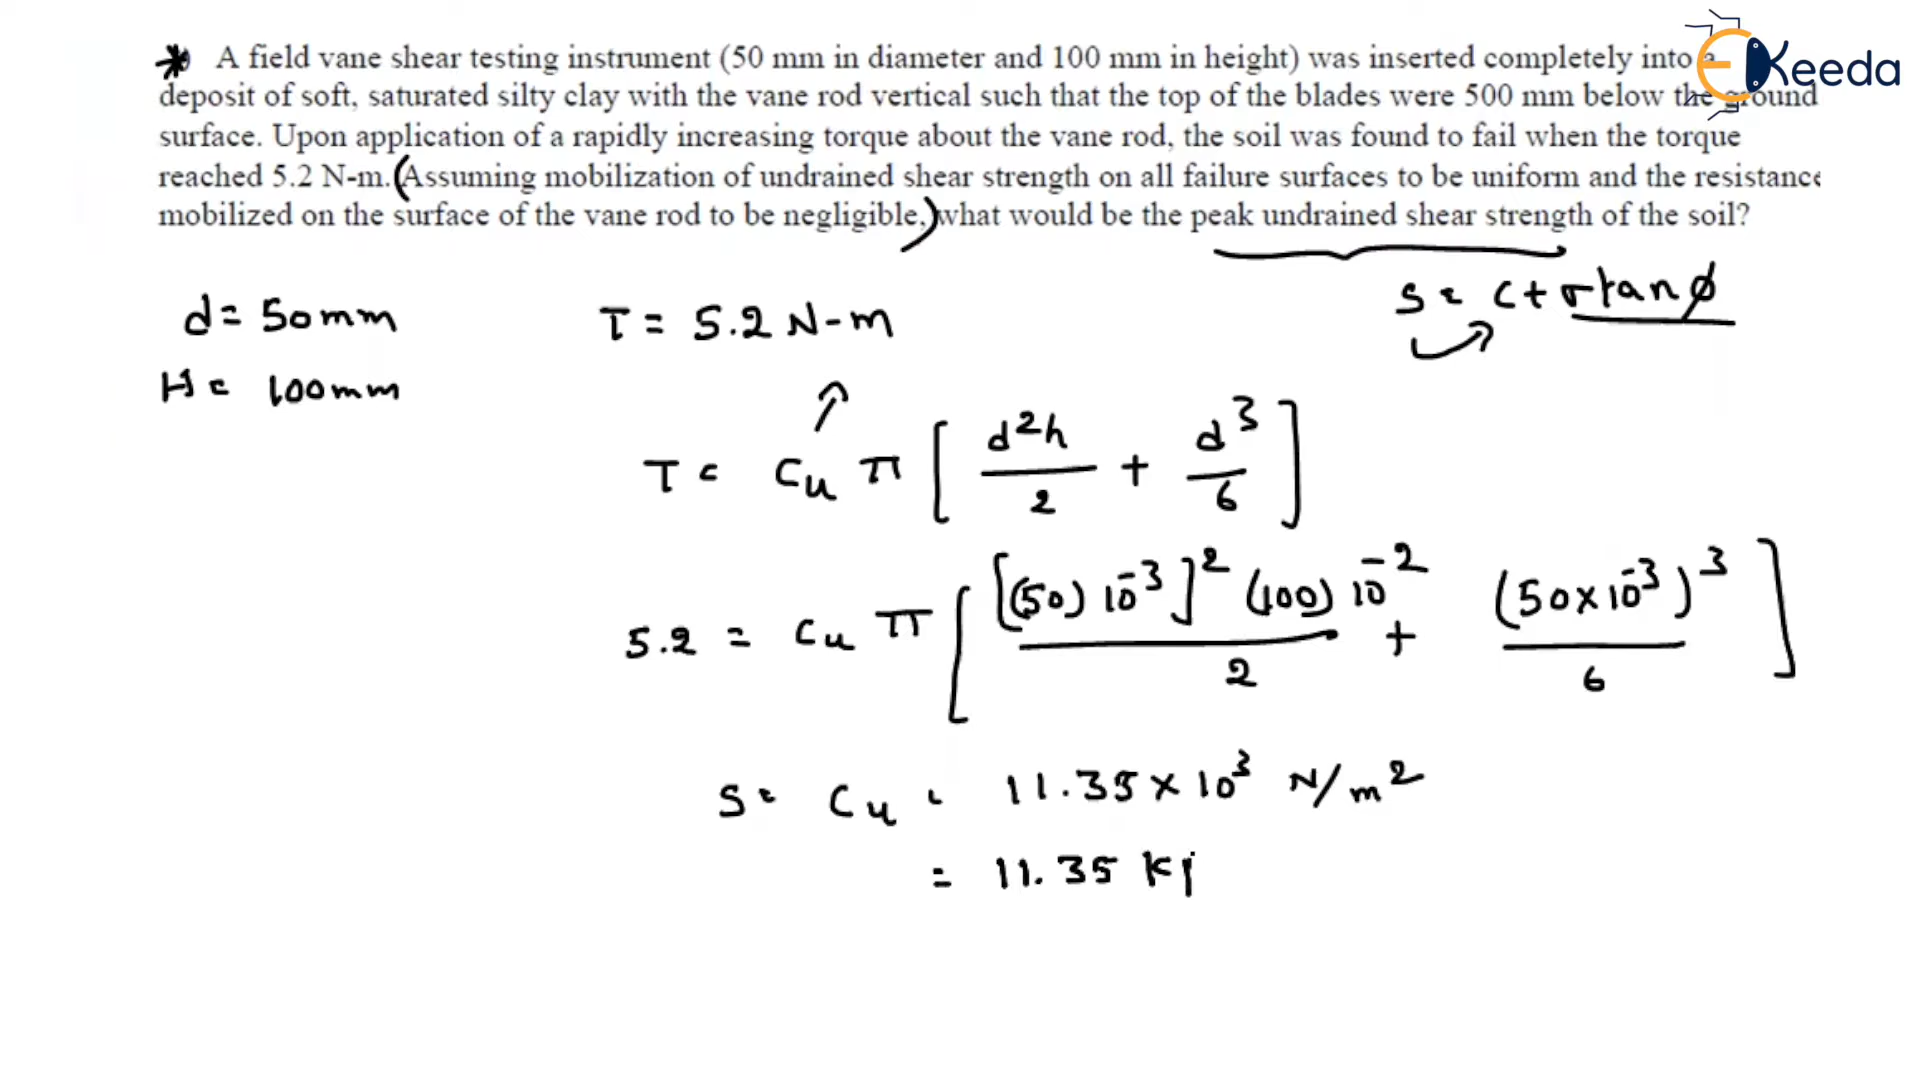 EKeeda
* A field vane shear testing instrument (50 mm in diameter and 100 mm in height) was inserted completely into a
deposit of soft, saturated silty clay with the vane rod vertical such that the top of the blades were 500 mm below the ground
surface. Upon application of a rapidly increasing torque about the vane rod, the soil was found to fail when the torque
reached 5.2 N-m. (Assuming mobilization of undrained shear strength on all failure surfaces to be uniform and the resistance
mobilized on the surface of the vane rod to be negligible,) what would be the peak undrained shear strength of the soil?
S = C + σ tan ϕ
d = 50mm T = 5.2 N-m
H = 100mm
T = Cu π [ d²h/2 + d³/6 ]
5.2 = Cu π [ [(50) 10⁻³]² (100) 10⁻²/2 + (50×10⁻³)³/6 ]
S = Cu = 11.35 × 10³ N/m²
= 11.35 k